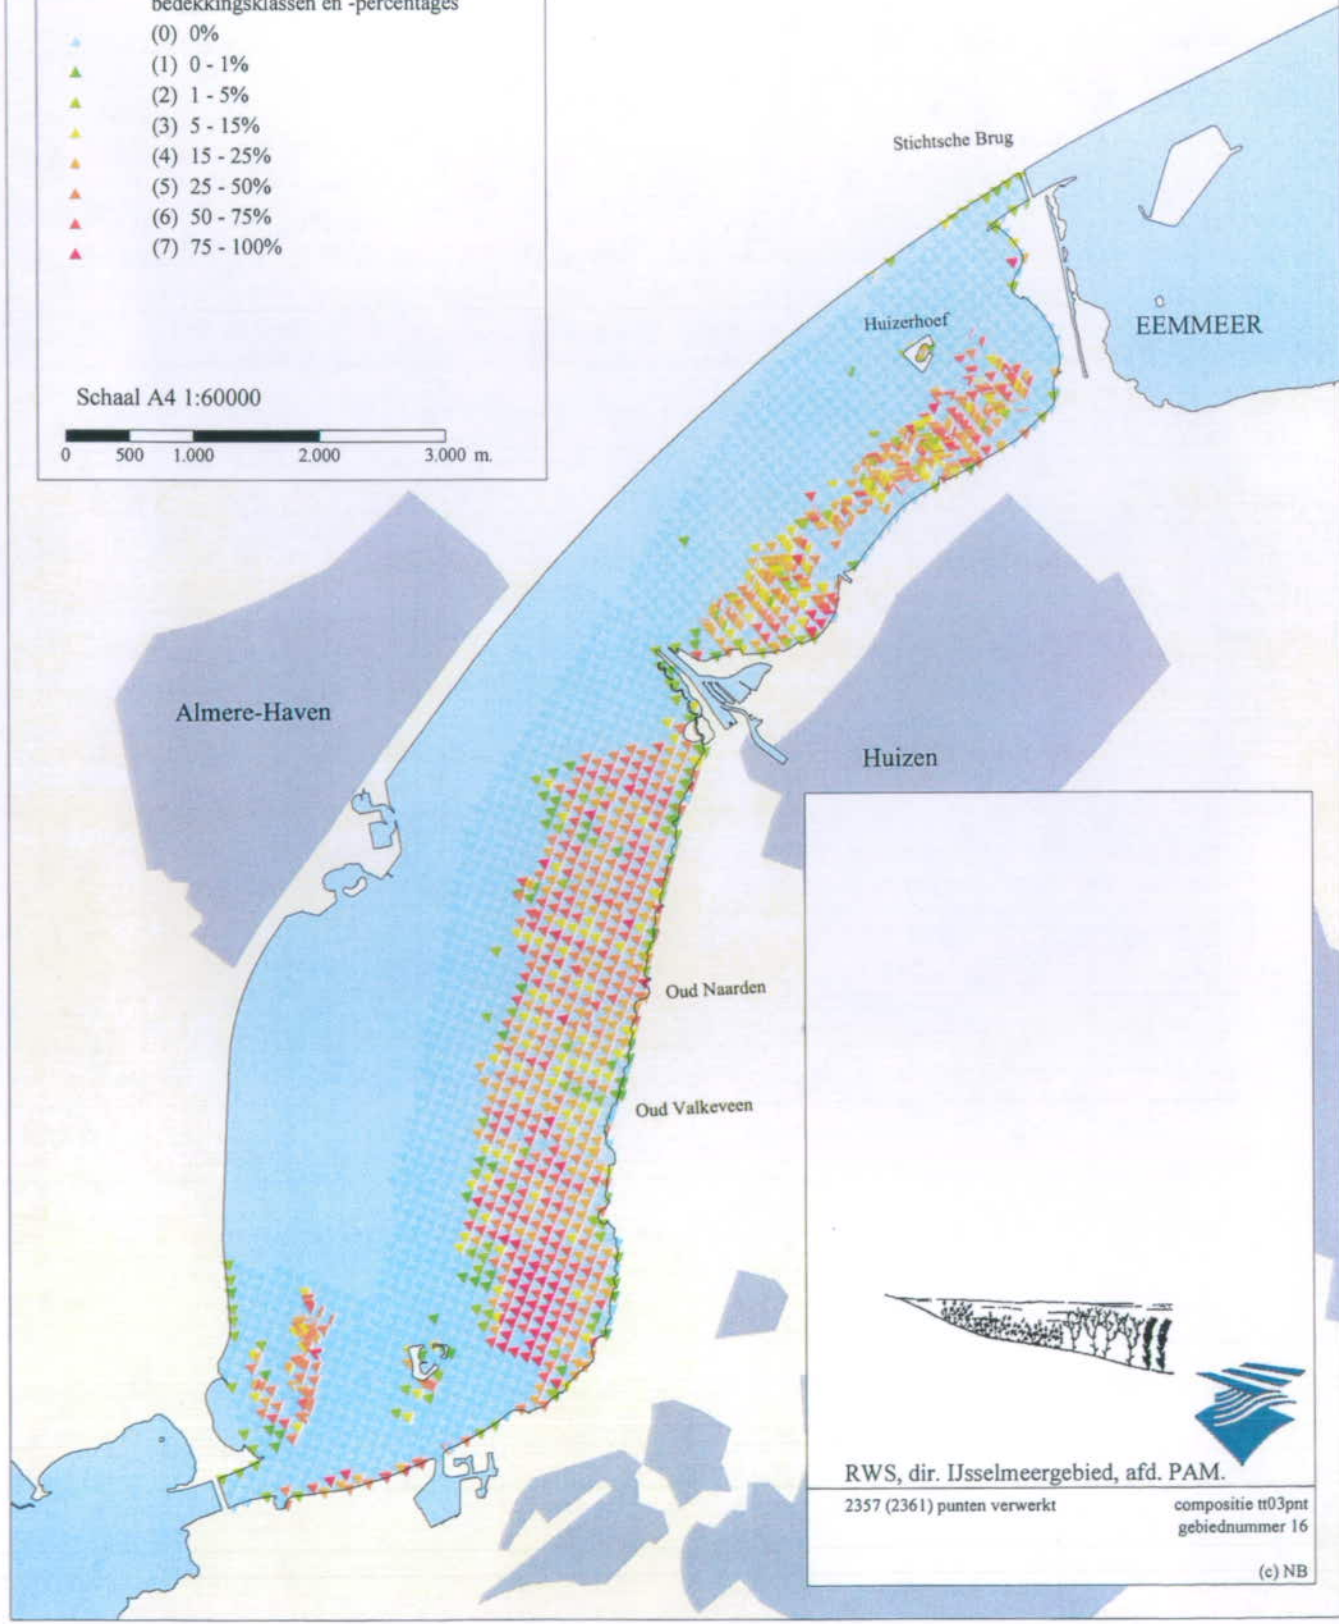 bedekkingsklassen en -percentages
(0) 0%
(1) 0 - 1%
(2) 1 - 5%
(3) 5 - 15%
(4) 15 - 25%
(5) 25 - 50%
(6) 50 - 75%
(7) 75 - 100%
Schaal A4 1:60000
0 500 1.000 2.000 3.000 m.
Stichtsche Brug
Huizerhoef
EEMMEER
Almere-Haven
Huizen
Oud Naarden
Oud Valkeveen
RWS, dir. IJsselmeergebied, afd. PAM.
2357 (2361) punten verwerkt
compositie tt03pnt
gebiednummer 16
(c) NB